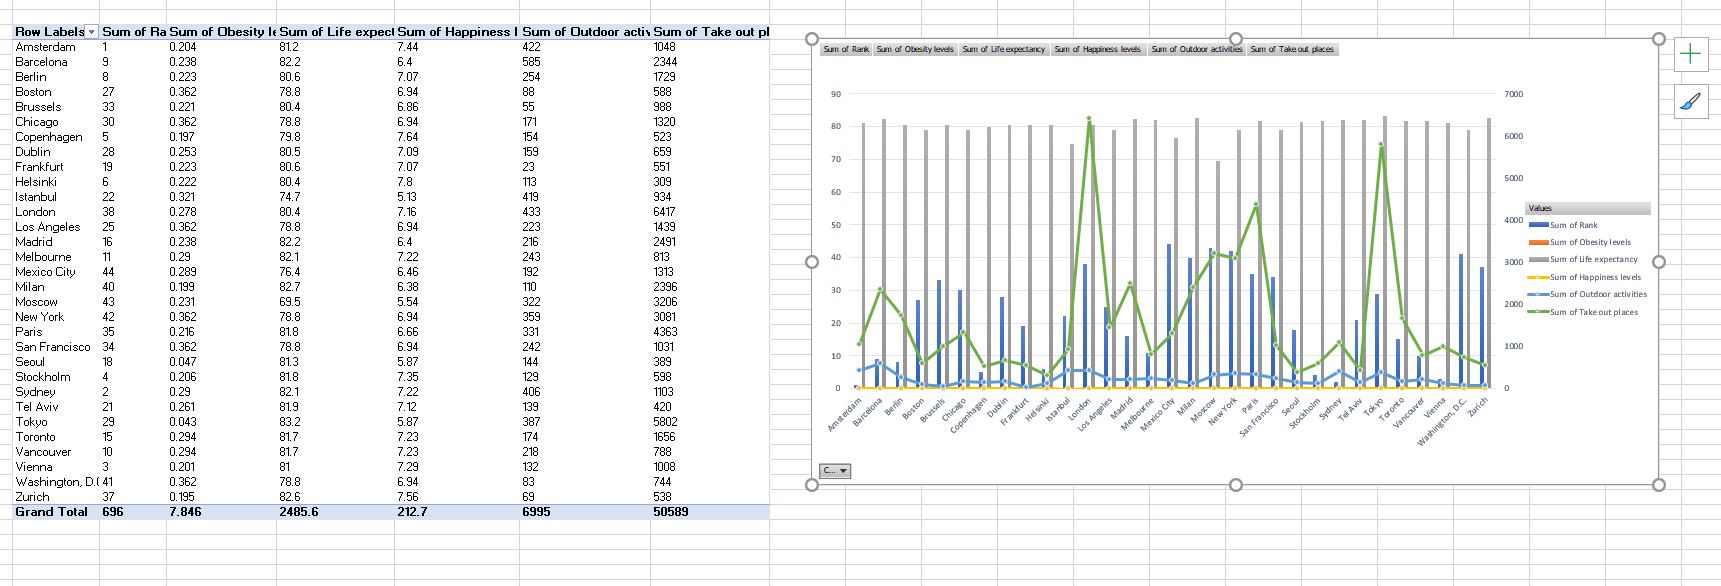 Row Labels Sum of Ra Sum of Obesity le Sum of Life expect Sum of Happiness l Sum of Outdoor activ Sum of Take out pl
Amsterdam 1 0.204 81.2 7.44 422 1048
Barcelona 9 0.238 82.2 6.4 585 2344
Berlin 8 0.223 80.6 7.07 254 1729
Boston 27 0.362 78.8 6.94 88 588
Brussels 33 0.221 80.4 6.86 55 988
Chicago 30 0.362 78.8 6.94 171 1320
Copenhagen 5 0.197 79.8 7.64 154 523
Dublin 28 0.253 80.5 7.09 159 659
Frankfurt 19 0.223 80.6 7.07 23 551
Helsinki 6 0.222 80.4 7.8 113 309
Istanbul 22 0.321 74.7 5.13 419 934
London 38 0.278 80.4 7.16 433 6417
Los Angeles 25 0.362 78.8 6.94 223 1439
Madrid 16 0.238 82.2 6.4 216 2491
Melbourne 11 0.29 82.1 7.22 243 813
Mexico City 44 0.289 76.4 6.46 192 1313
Milan 40 0.199 82.7 6.38 110 2396
Moscow 43 0.231 69.5 5.54 322 3206
New York 42 0.362 78.8 6.94 359 3081
Paris 35 0.216 81.8 6.66 331 4363
San Francisco 34 0.362 78.8 6.94 242 1031
Seoul 18 0.047 81.3 5.87 144 389
Stockholm 4 0.206 81.8 7.35 129 598
Sydney 2 0.29 82.1 7.22 406 1103
Tel Aviv 21 0.261 81.9 7.12 139 420
Tokyo 29 0.043 83.2 5.87 387 5802
Toronto 15 0.294 81.7 7.23 174 1656
Vancouver 10 0.294 81.7 7.23 218 788
Vienna 3 0.201 81 7.29 132 1008
Washington, D.( 41 0.362 78.8 6.94 83 744
Zurich 37 0.195 82.6 7.56 69 538
Grand Total 696 7.846 2485.6 212.7 6995 50589
Sum of Rank Sum of Obesity levels Sum of Life expectancy Sum of Happiness levels Sum of Outdoor activities Sum of Take out places
90
80
70
60
50
40
30
20
10
0
7000
6000
5000
4000
3000
2000
1000
0
Amsterdam
Barcelona
Berlin
Boston
Brussels
Chicago
Copenhagen
Dublin
Frankfurt
Helsinki
Istanbul
London
Los Angeles
Madrid
Melbourne
Mexico City
Milan
Moscow
New York
Paris
San Francisco
Seoul
Stockholm
Sydney
Tel Aviv
Tokyo
Toronto
Vancouver
Vienna
Washington, D.C.
Zurich
Values
Sum of Rank
Sum of Obesity levels
Sum of Life expectancy
Sum of Happiness levels
Sum of Outdoor activities
Sum of Take out places
C...